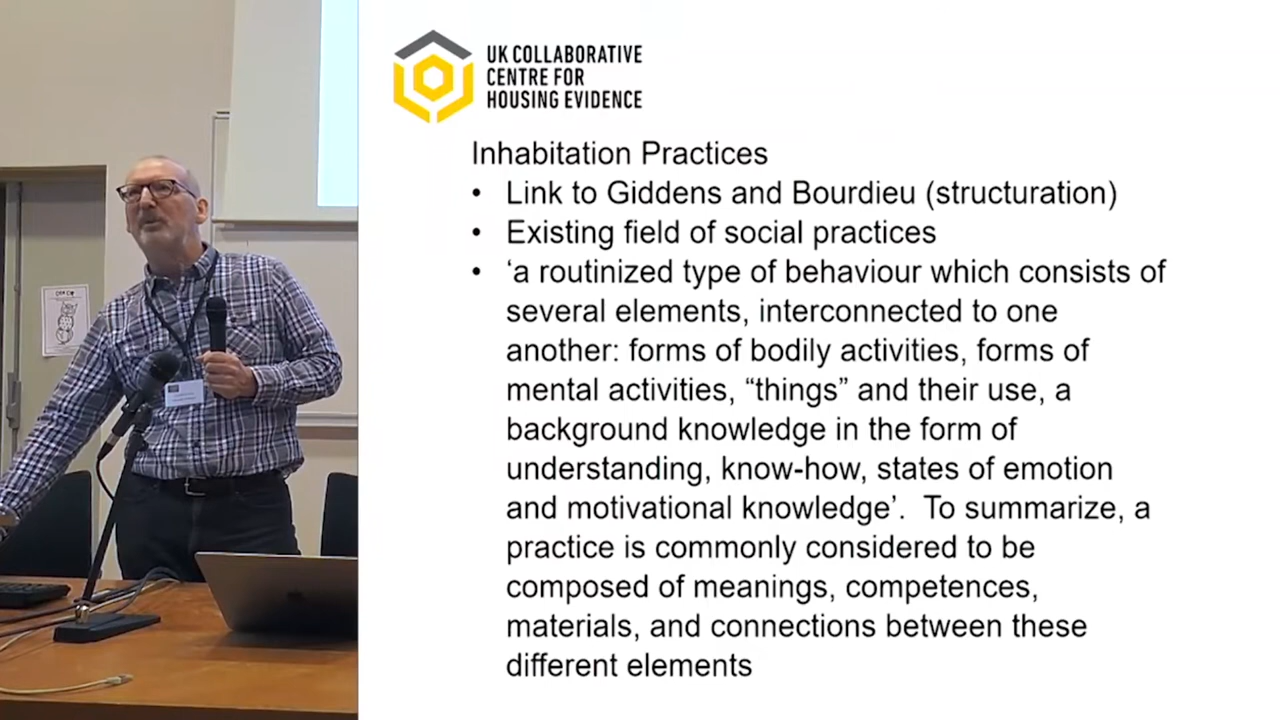 UK COLLABORATIVE
CENTRE FOR
HOUSING EVIDENCE
Inhabitation Practices
• Link to Giddens and Bourdieu (structuration)
• Existing field of social practices
• ‘a routinized type of behaviour which consists of
several elements, interconnected to one
another: forms of bodily activities, forms of
mental activities, “things” and their use, a
background knowledge in the form of
understanding, know-how, states of emotion
and motivational knowledge’.  To summarize, a
practice is commonly considered to be
composed of meanings, competences,
materials, and connections between these
different elements